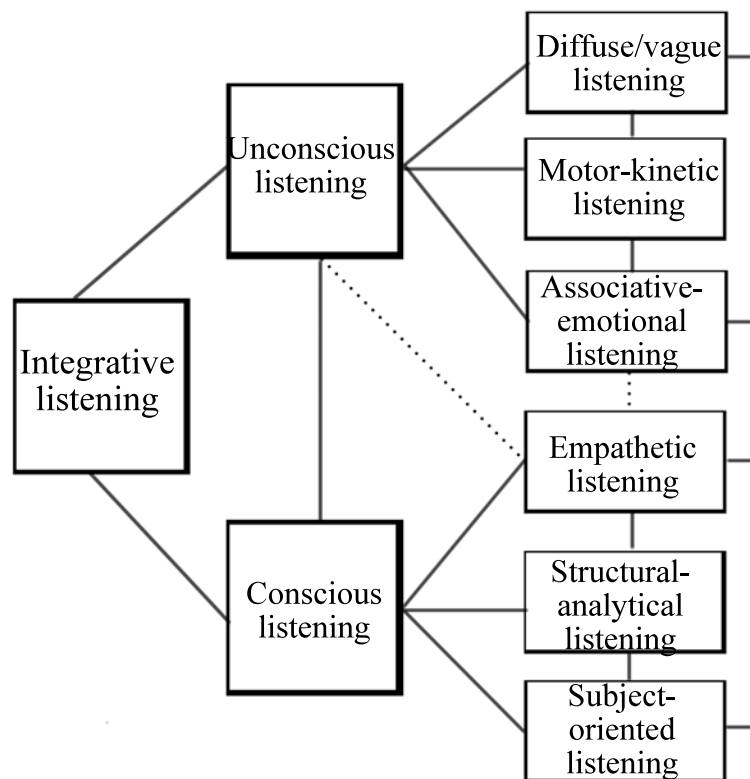 Diffuse/vague
listening
Unconscious
listening
Motor-kinetic
listening
Associative-
emotional
listening
Integrative
listening
Empathetic
listening
Conscious
listening
Structural-
analytical
listening
Subject-
oriented
listening